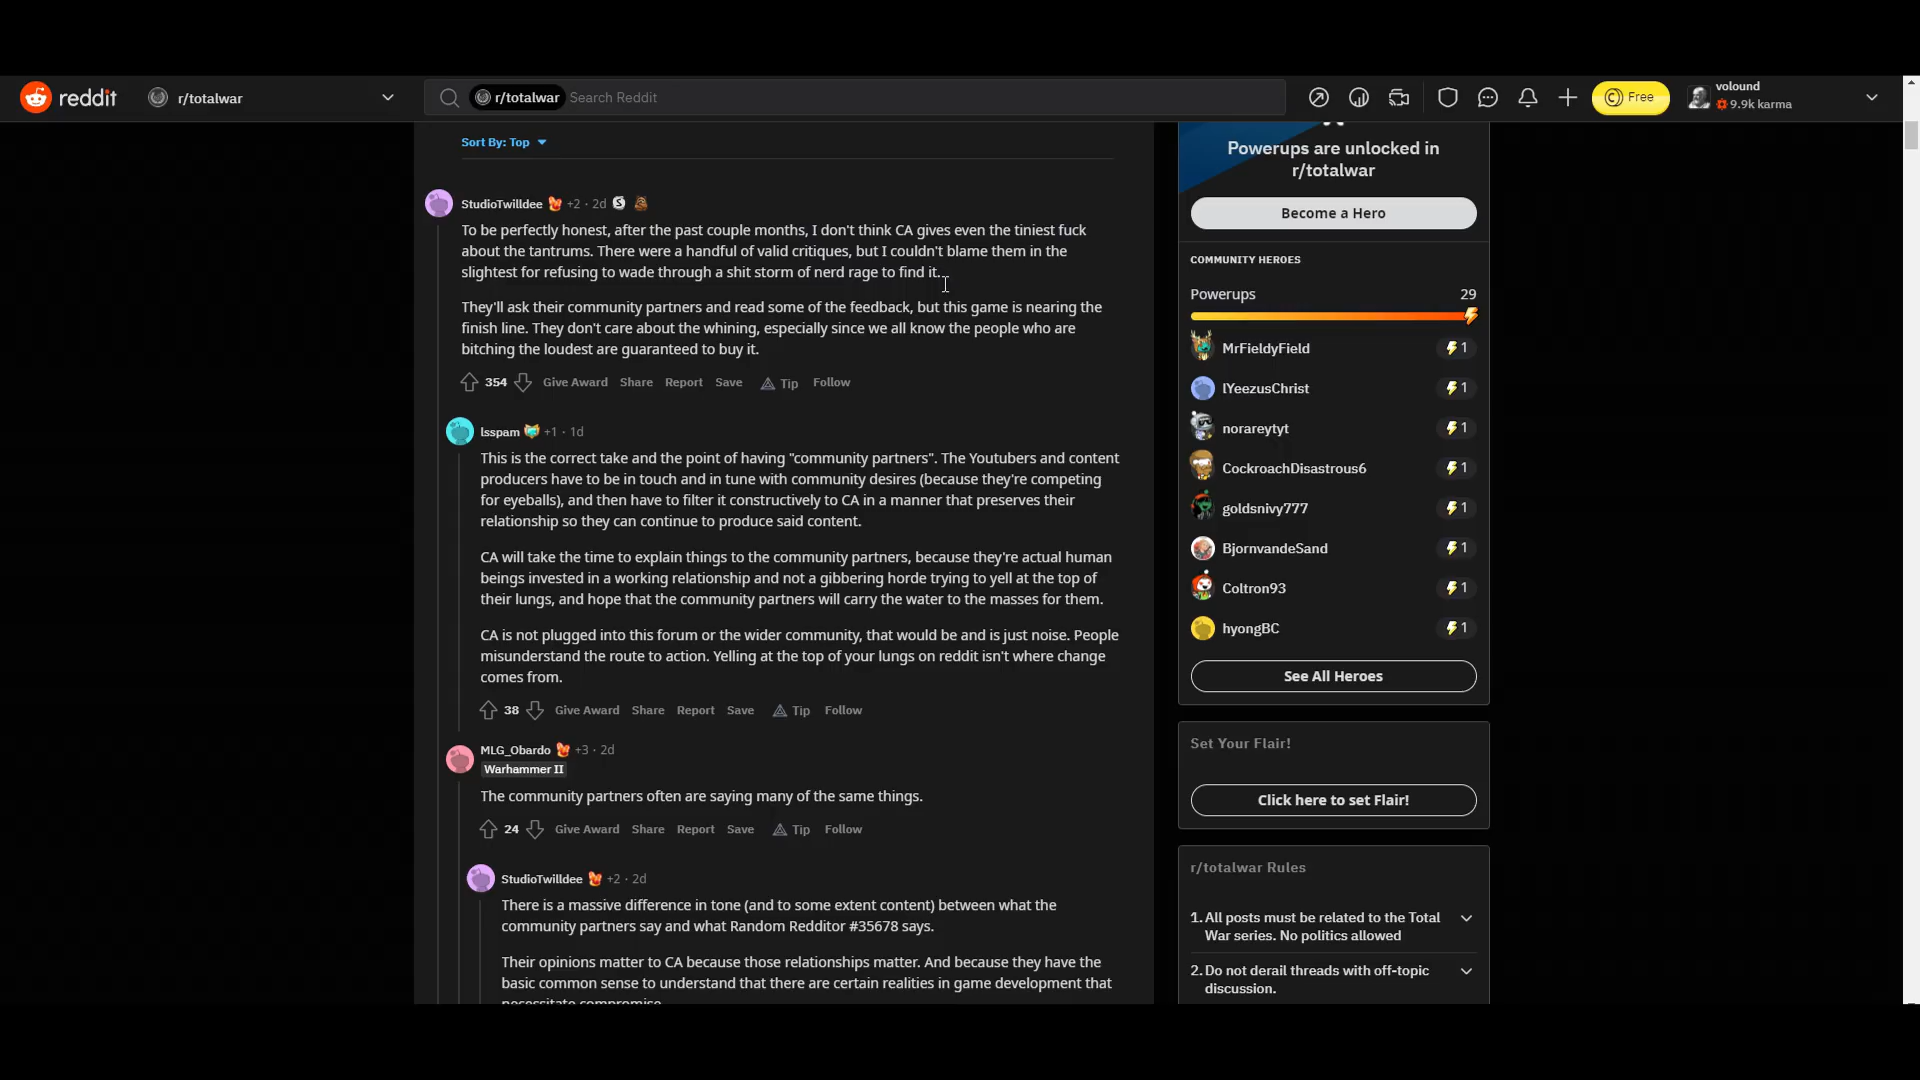 reddit r/totalwar r/totalwar Search Reddit Free volound
9.9k karma
Sort By: Top
StudioTwilldee +2 · 2d
To be perfectly honest, after the past couple months, I don't think CA gives even the tiniest fuck
about the tantrums. There were a handful of valid critiques, but I couldn't blame them in the
slightest for refusing to wade through a shit storm of nerd rage to find it..
They'll ask their community partners and read some of the feedback, but this game is nearing the
finish line. They don't care about the whining, especially since we all know the people who are
bitching the loudest are guaranteed to buy it.
354 Give Award Share Report Save Tip Follow
lsspam +1 · 1d
This is the correct take and the point of having "community partners". The Youtubers and content
producers have to be in touch and in tune with community desires (because they're competing
for eyeballs), and then have to filter it constructively to CA in a manner that preserves their
relationship so they can continue to produce said content.
CA will take the time to explain things to the community partners, because they're actual human
beings invested in a working relationship and not a gibbering horde trying to yell at the top of
their lungs, and hope that the community partners will carry the water to the masses for them.
CA is not plugged into this forum or the wider community, that would be and is just noise. People
misunderstand the route to action. Yelling at the top of your lungs on reddit isn't where change
comes from.
38 Give Award Share Report Save Tip Follow
MLG_Obardo +3 · 2d
Warhammer II
The community partners often are saying many of the same things.
24 Give Award Share Report Save Tip Follow
StudioTwilldee +2 · 2d
There is a massive difference in tone (and to some extent content) between what the
community partners say and what Random Redditor #35678 says.
Their opinions matter to CA because those relationships matter. And because they have the
basic common sense to understand that there are certain realities in game development that
necessitate compromise
Powerups are unlocked in
r/totalwar
Become a Hero
COMMUNITY HEROES
Powerups 29
MrFieldyField 1
lYeezusChrist 1
norareytyt 1
CockroachDisastrous6 1
goldsnivy777 1
BjornvandeSand 1
Coltron93 1
hyongBC 1
See All Heroes
Set Your Flair!
Click here to set Flair!
r/totalwar Rules
1. All posts must be related to the Total
War series. No politics allowed
2. Do not derail threads with off-topic
discussion.